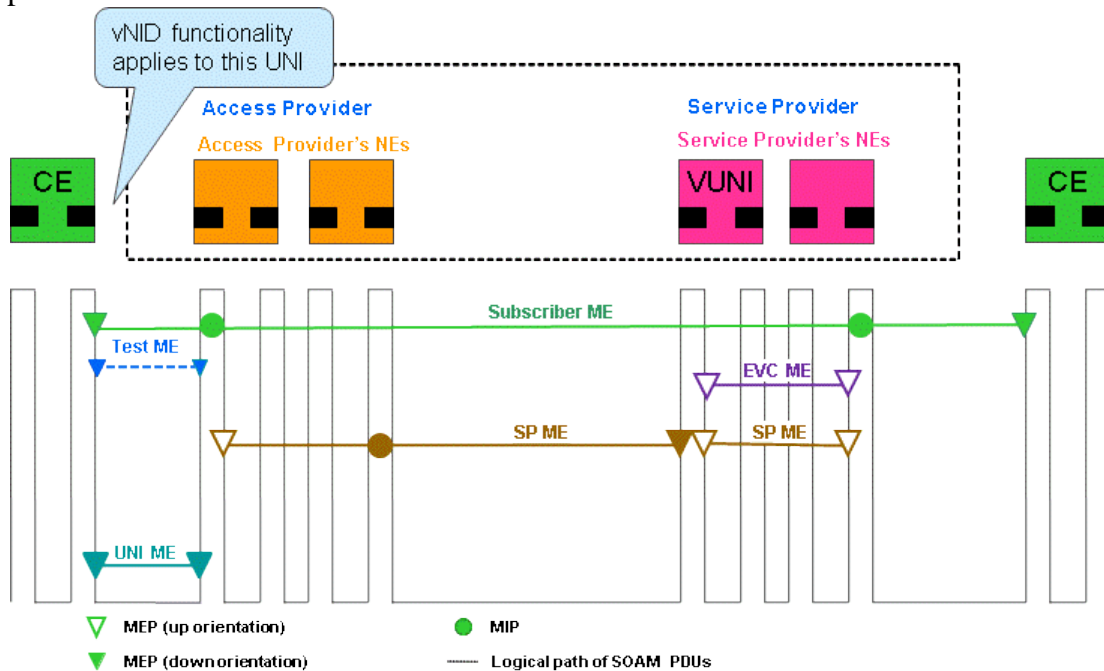 vNID functionality
applies to this UNI
Access Provider
Service Provider
Access Provider's NEs
Service Provider's NEs
CE
VUNI
CE
Subscriber ME
Test ME
EVC ME
SP ME
SP ME
UNI ME
MEP (up orientation)
MIP
MEP (down orientation)
Logical path of SOAM PDUs